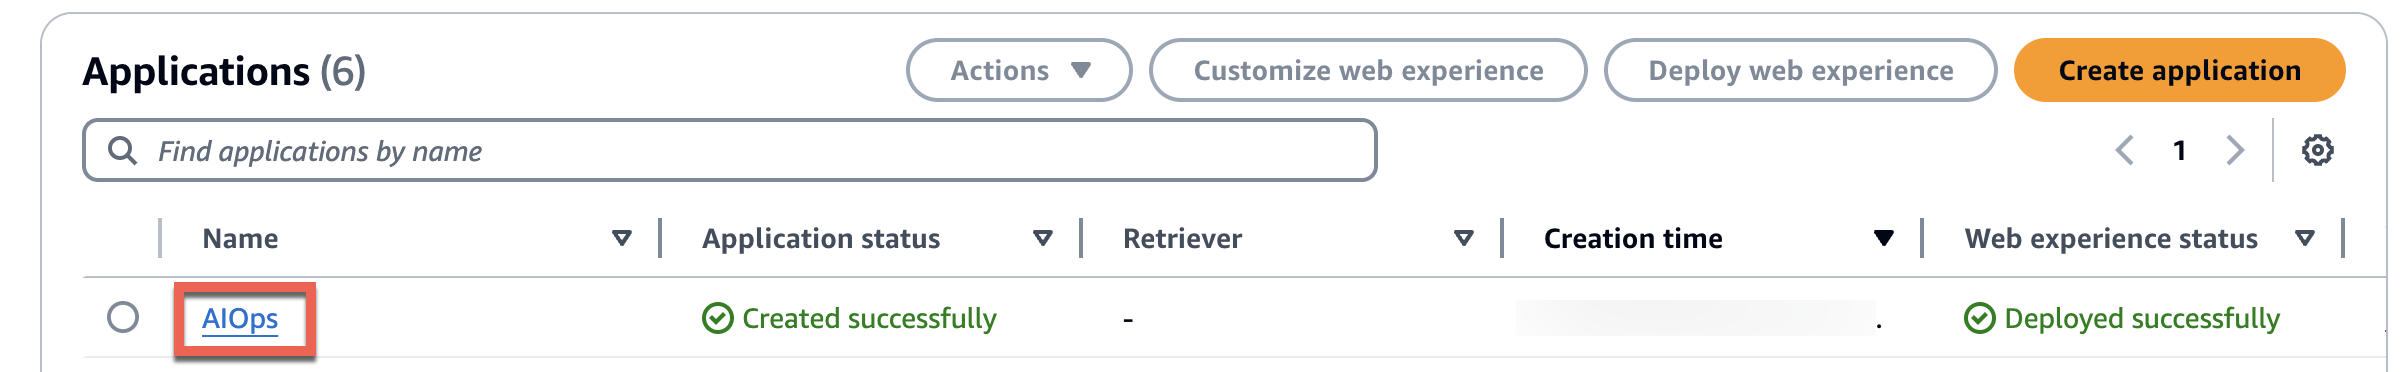 Applications (6)
Actions
Customize web experience
Deploy web experience
Create application
Find applications by name
1
Name
Application status
Retriever
Creation time
Web experience status
AIOps
Created successfully
-
.
Deployed successfully